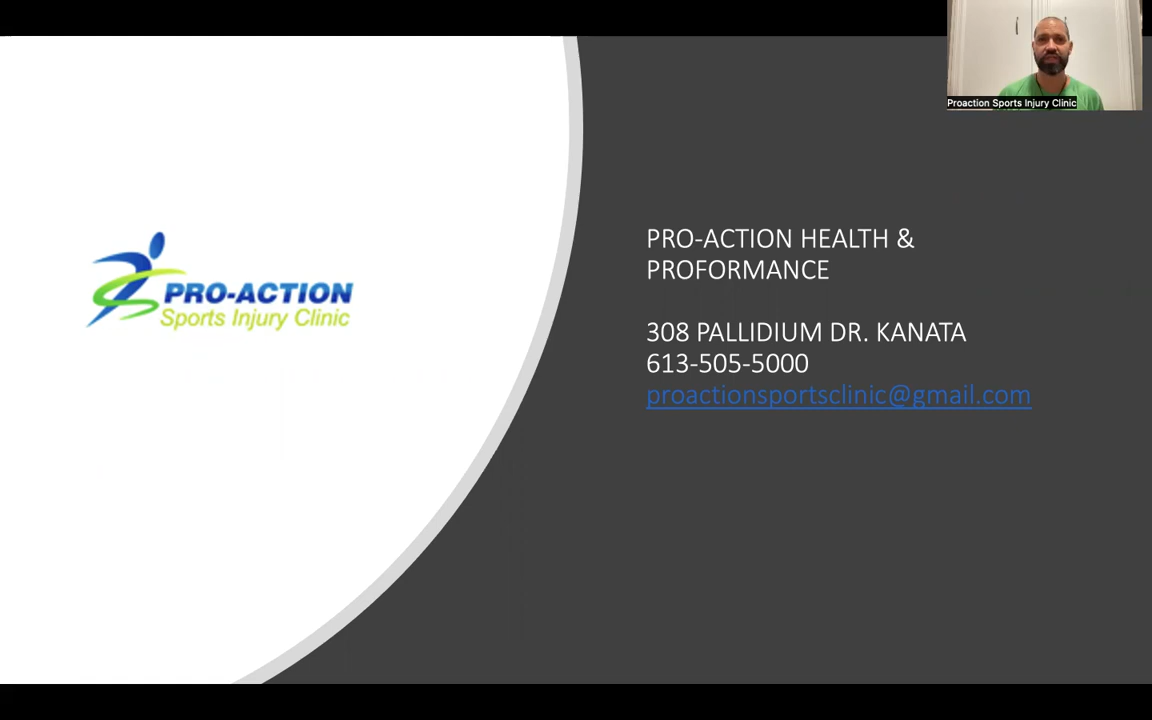 Proaction Sports Injury Clinic
PRO-ACTION
Sports Injury Clinic
PRO-ACTION HEALTH &
PROFORMANCE
308 PALLIDIUM DR. KANATA
613-505-5000
proactionsportsclinic@gmail.com